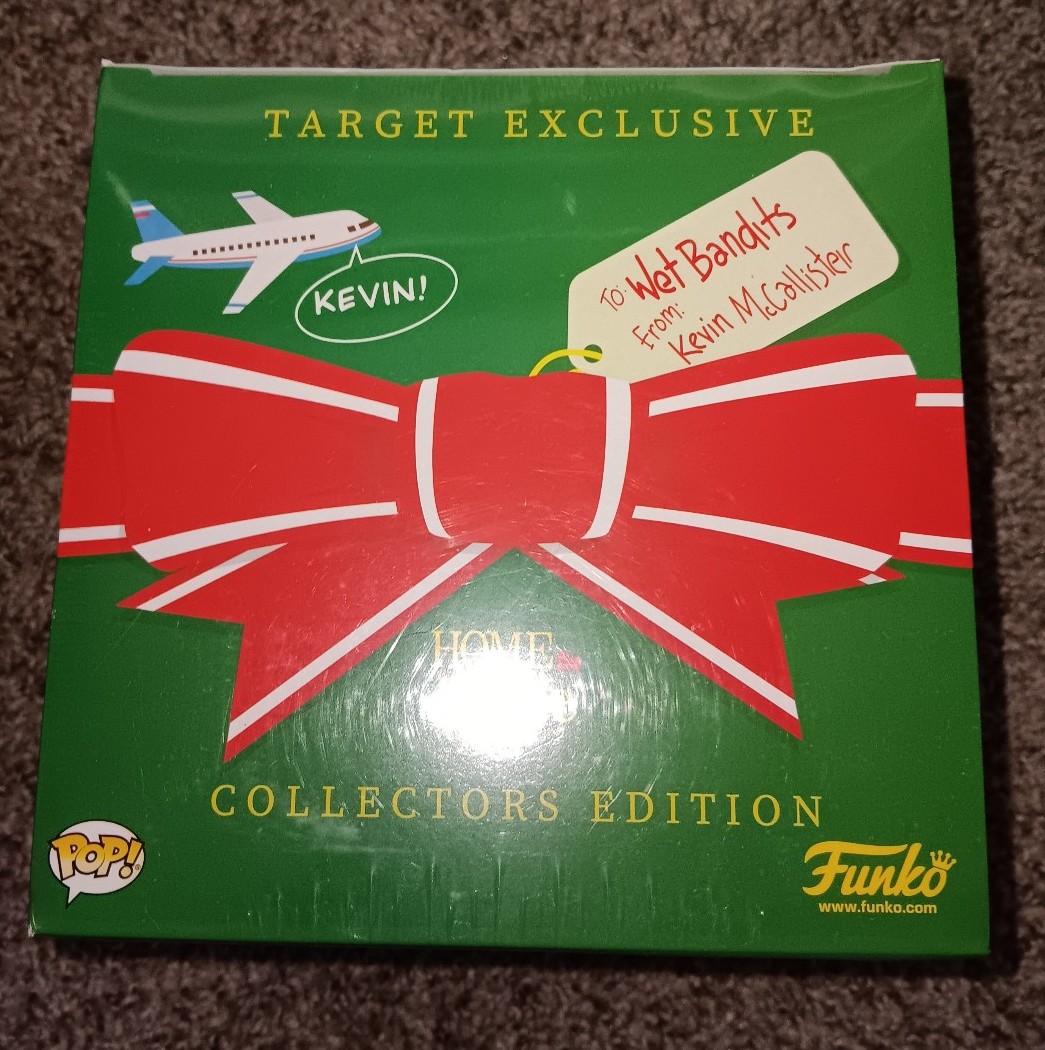 TARGET EXCLUSIVE
KEVIN!
To: Wet Bandits
From:
Kevin McCallister
HOME
COLLECTORS EDITION
POP!
Funko
www.funko.com